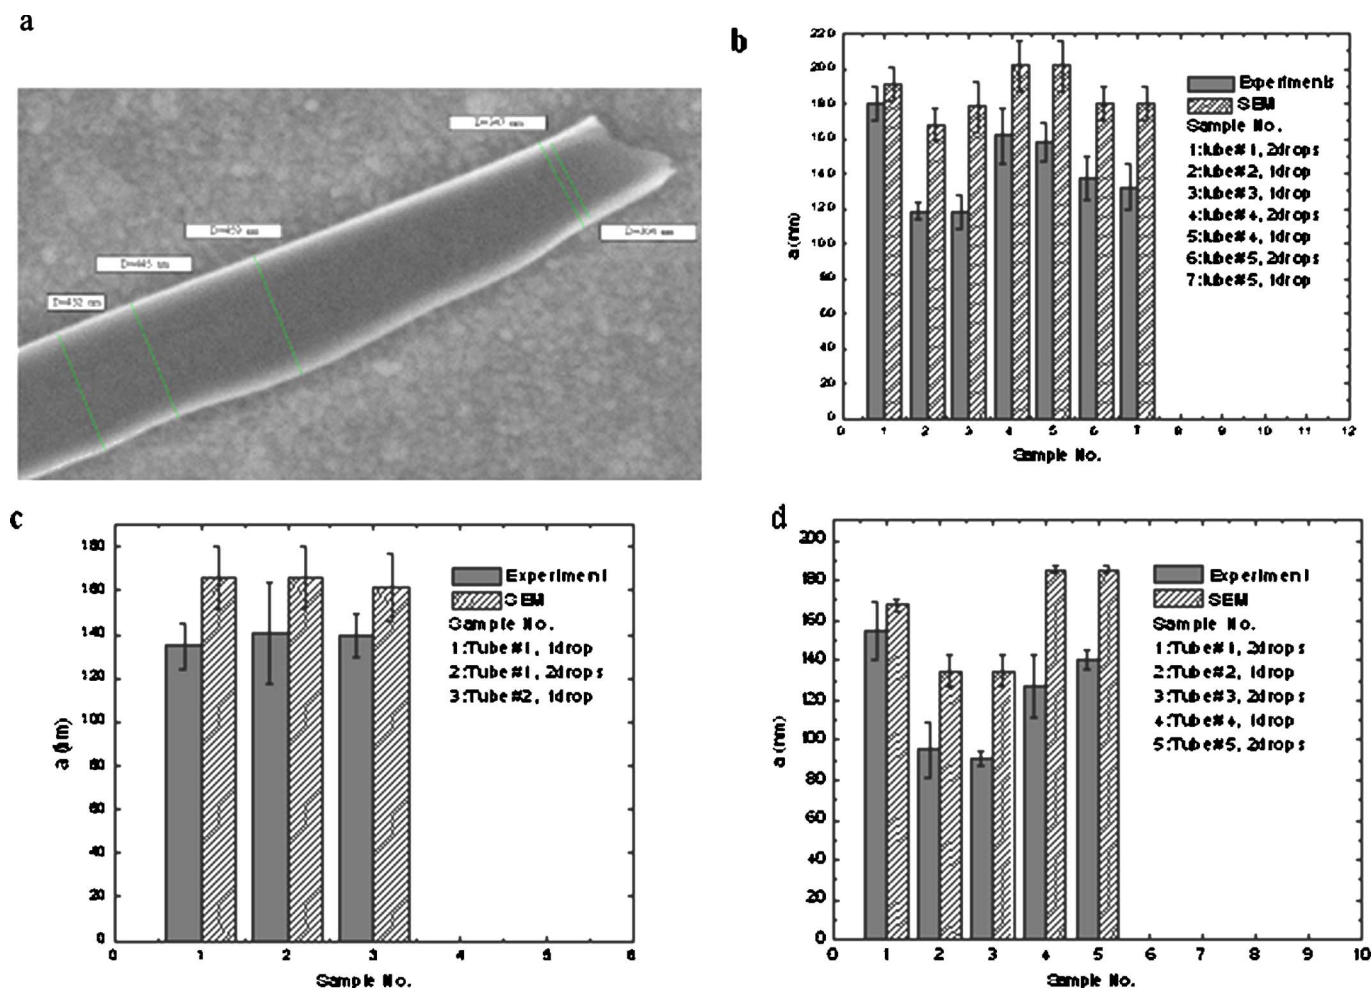 a
D=432 nm
D=445 nm
D=459 nm
b
220
200
180
160
140
120
100
80
60
40
20
0
a (nm)
Experiments
SEM
Sample No.
1:tube#1, 2drops
2:tube#2, 1drop
3:tube#3, 1drop
4:tube#4, 2drops
5:tube#4, 1drop
6:tube#5, 2drops
7:tube#5, 1drop
0 1 2 3 4 5 6 7 8 9 10 11 12
Sample No.
c
180
160
140
120
100
80
60
40
20
0
Experiment
SEM
Sample No.
1:Tube#1, 1drop
2:Tube#1, 2drops
3:Tube#2, 1drop
0 1 2 3 4 5 6
Sample No.
d
200
180
160
140
120
100
80
60
40
20
0
a (nm)
Experiment
SEM
Sample No.
1:Tube#1, 2drops
2:Tube#2, 1drop
3:Tube#3, 2drops
4:Tube#4, 1drop
5:Tube#5, 2drops
0 1 2 3 4 5 6 7 8 9 10
Sample No.